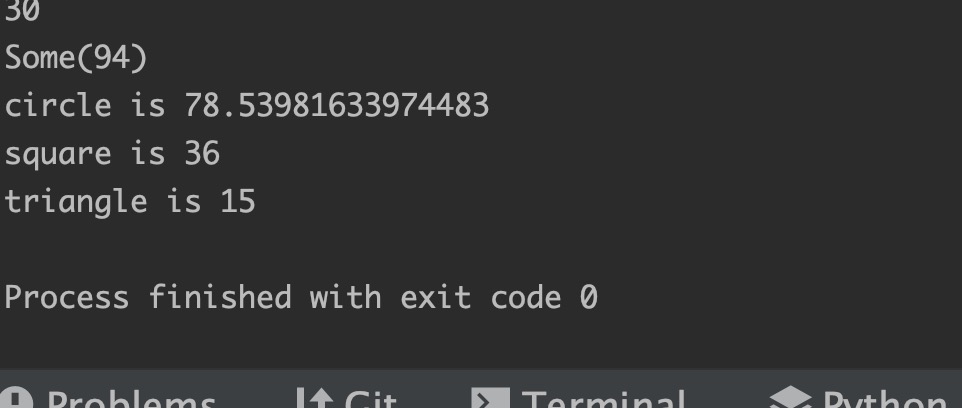 30
Some(94)
circle is 78.53981633974483
square is 36
triangle is 15
Process finished with exit code 0
Problems Git Terminal Python